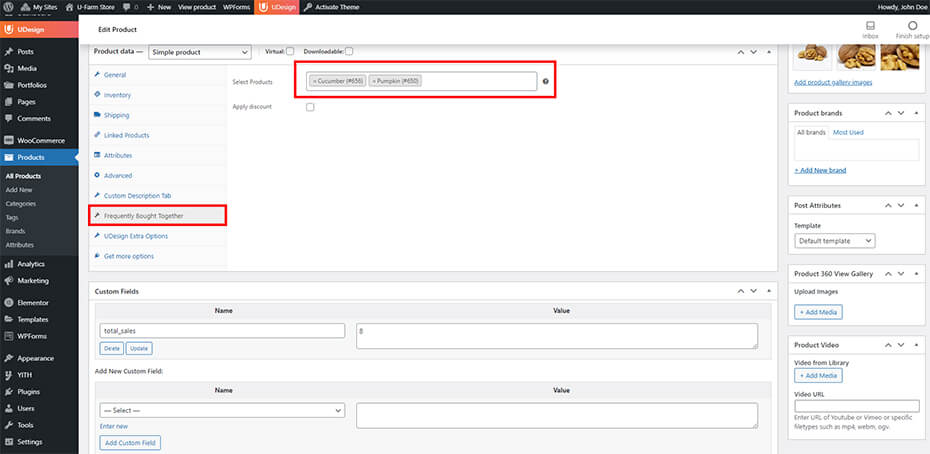 My Sites
U-Farm Store
0
New
View product
WPForms
UDesign
Activate Theme
Howdy, John Doe
UDesign
Posts
Media
Portfolios
Pages
Comments
WooCommerce
Products
All Products
Add New
Categories
Tags
Brands
Attributes
Analytics
Marketing
Elementor
Templates
WPForms
Appearance
YITH
Plugins
Users
Tools
Settings
Edit Product
Inbox
Finish setup
Product data — Simple product Virtual: Downloadable:
General
Inventory
Shipping
Linked Products
Attributes
Advanced
Custom Description Tab
Frequently Bought Together
UDesign Extra Options
Get more options
Select Products × Cucumber (#656) × Pumpkin (#650)
Apply discount
Custom Fields
Name Value
total_sales 8
Delete Update
Add New Custom Field:
Name Value
— Select —
Enter new
Add Custom Field
Add product gallery images
Product brands
All brands Most Used
+ Add New brand
Post Attributes
Template
Default template
Product 360 View Gallery
Upload Images
+ Add Media
Product Video
Video from Library
+ Add Media
Video URL
Enter URL of Youtube or Vimeo or specific
filetypes such as mp4, webm, ogv.